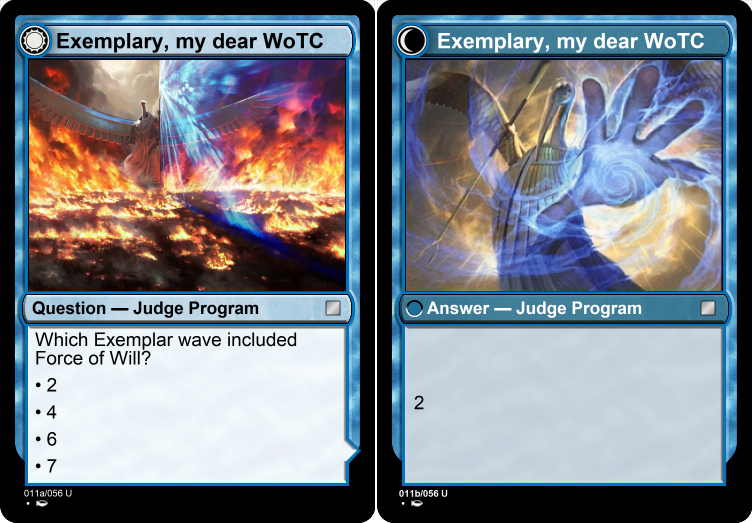 Exemplary, my dear WoTC
Question — Judge Program
Which Exemplar wave included
Force of Will?
• 2
• 4
• 6
• 7
011a/056 U
Exemplary, my dear WoTC
Answer — Judge Program
2
011b/056 U